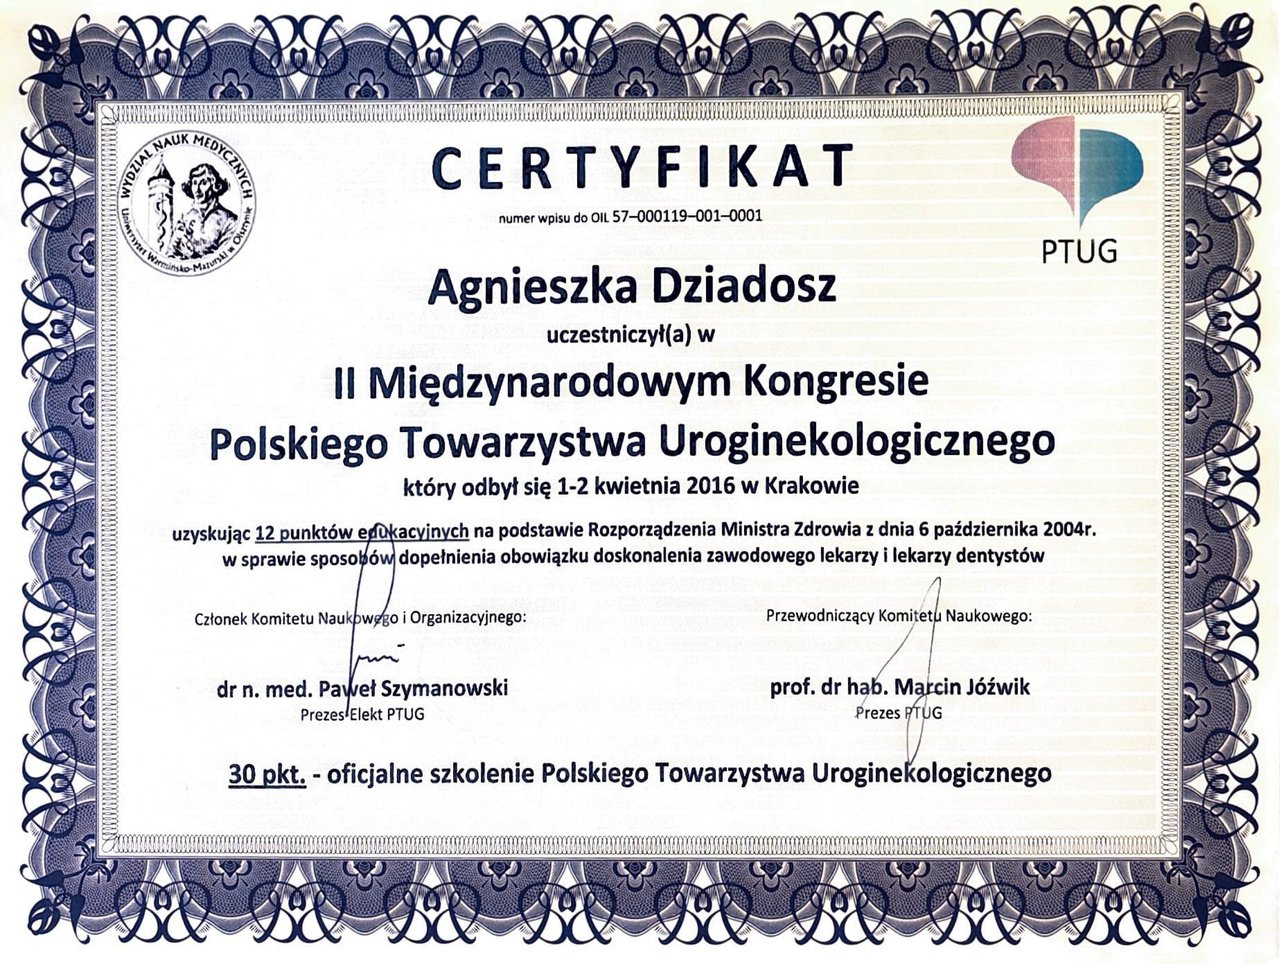 WYDZIAŁ NAUK MEDYCZNYCH
Uniwersytet Warmińsko-Mazurski w Olsztynie
CERTYFIKAT
PTUG
numer wpisu do OIL 57–000119–001–0001
Agnieszka Dziadosz
uczestniczył(a) w
II Międzynarodowym Kongresie
Polskiego Towarzystwa Uroginekologicznego
który odbył się 1-2 kwietnia 2016 w Krakowie
uzyskując 12 punktów edukacyjnych na podstawie Rozporządzenia Ministra Zdrowia z dnia 6 października 2004r.
w sprawie sposobów dopełnienia obowiązku doskonalenia zawodowego lekarzy i lekarzy dentystów
Członek Komitetu Naukowego i Organizacyjnego:
dr n. med. Paweł Szymanowski
Prezes Elekt PTUG
Przewodniczący Komitetu Naukowego:
prof. dr hab. Marcin Jóźwik
Prezes PTUG
30 pkt. - oficjalne szkolenie Polskiego Towarzystwa Uroginekologicznego